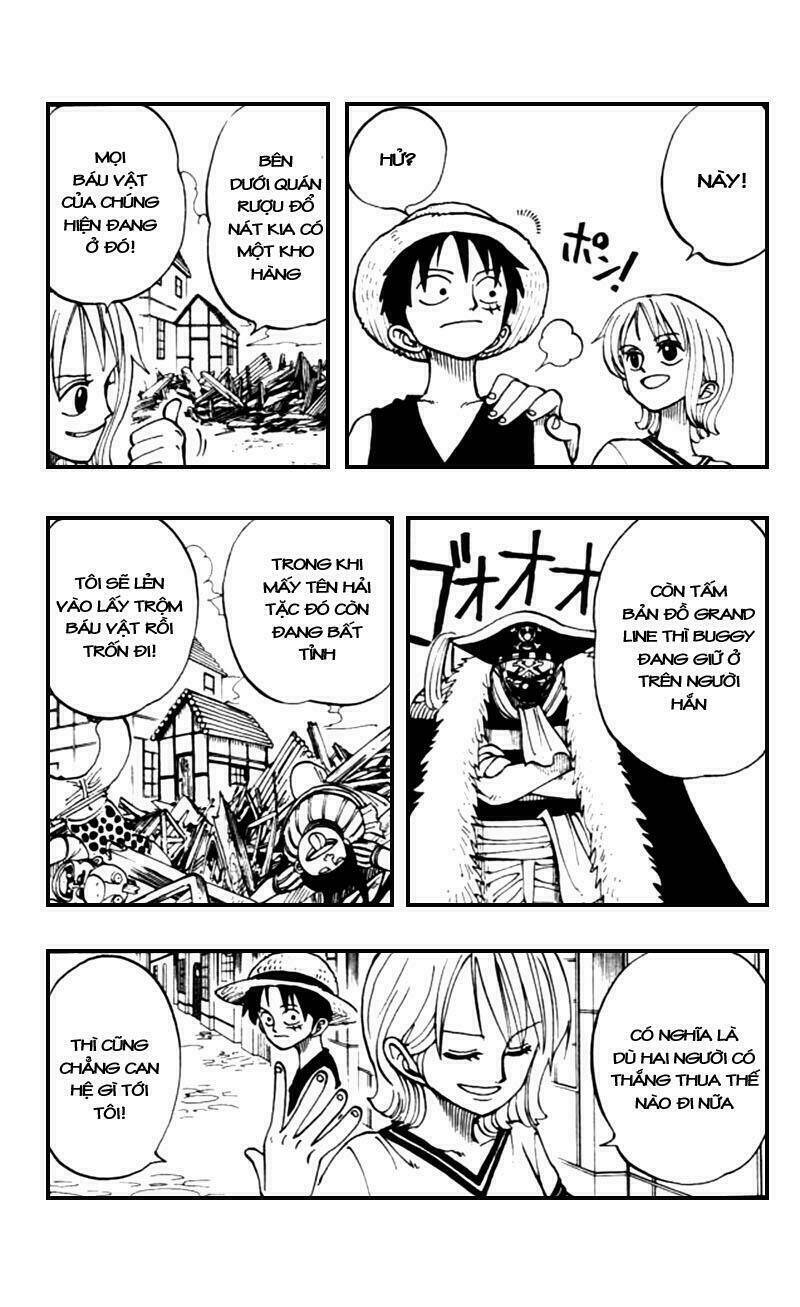 NÀY!
HỬ?
ポン!
BÊN
DƯỚI QUÁN
RƯỢU ĐỔ
NÁT KIA CÓ
MỘT KHO
HÀNG
MỌI
BÁU VẬT
CỦA CHÚNG
HIỆN ĐANG
Ở ĐÓ!
CÒN TẤM
BẢN ĐỒ GRAND
LINE THÌ BUGGY
ĐANG GIỮ Ở
TRÊN NGƯỜI
HẮN
ゴオオオ
TRONG KHI
MẤY TÊN HẢI
TẶC ĐÓ CÒN
ĐANG BẤT
TỈNH
TÔI SẼ LẺN
VÀO LẤY TRỘM
BÁU VẬT RỒI
TRỐN ĐI!
CÓ NGHĨA LÀ
DÙ HAI NGƯỜI CÓ
THẮNG THUA THẾ
NÀO ĐI NỮA
THÌ CŨNG
CHẲNG CAN
HỆ GÌ TỚI
TÔI!